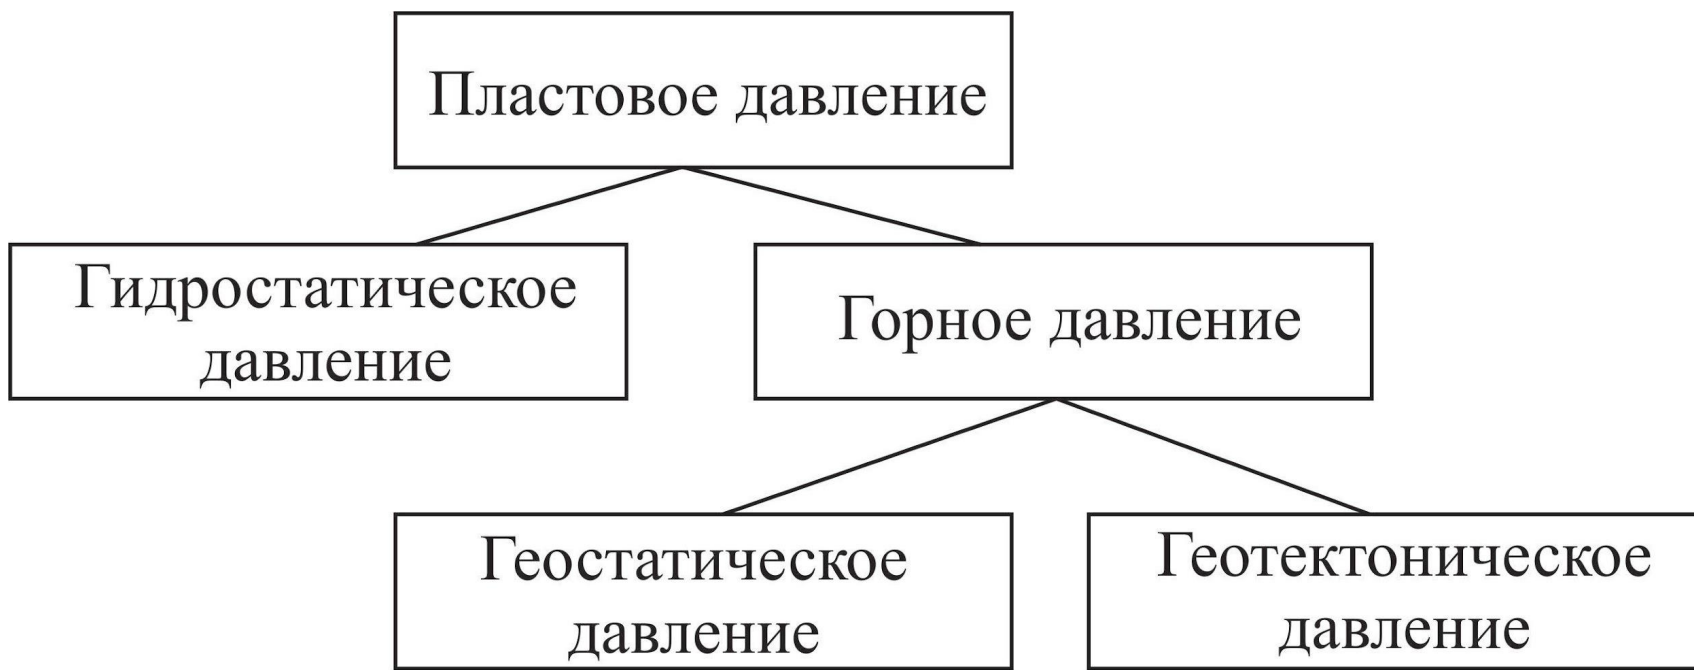 Пластовое давление
Гидростатическое
давление
Горное давление
Геостатическое
давление
Геотектоническое
давление